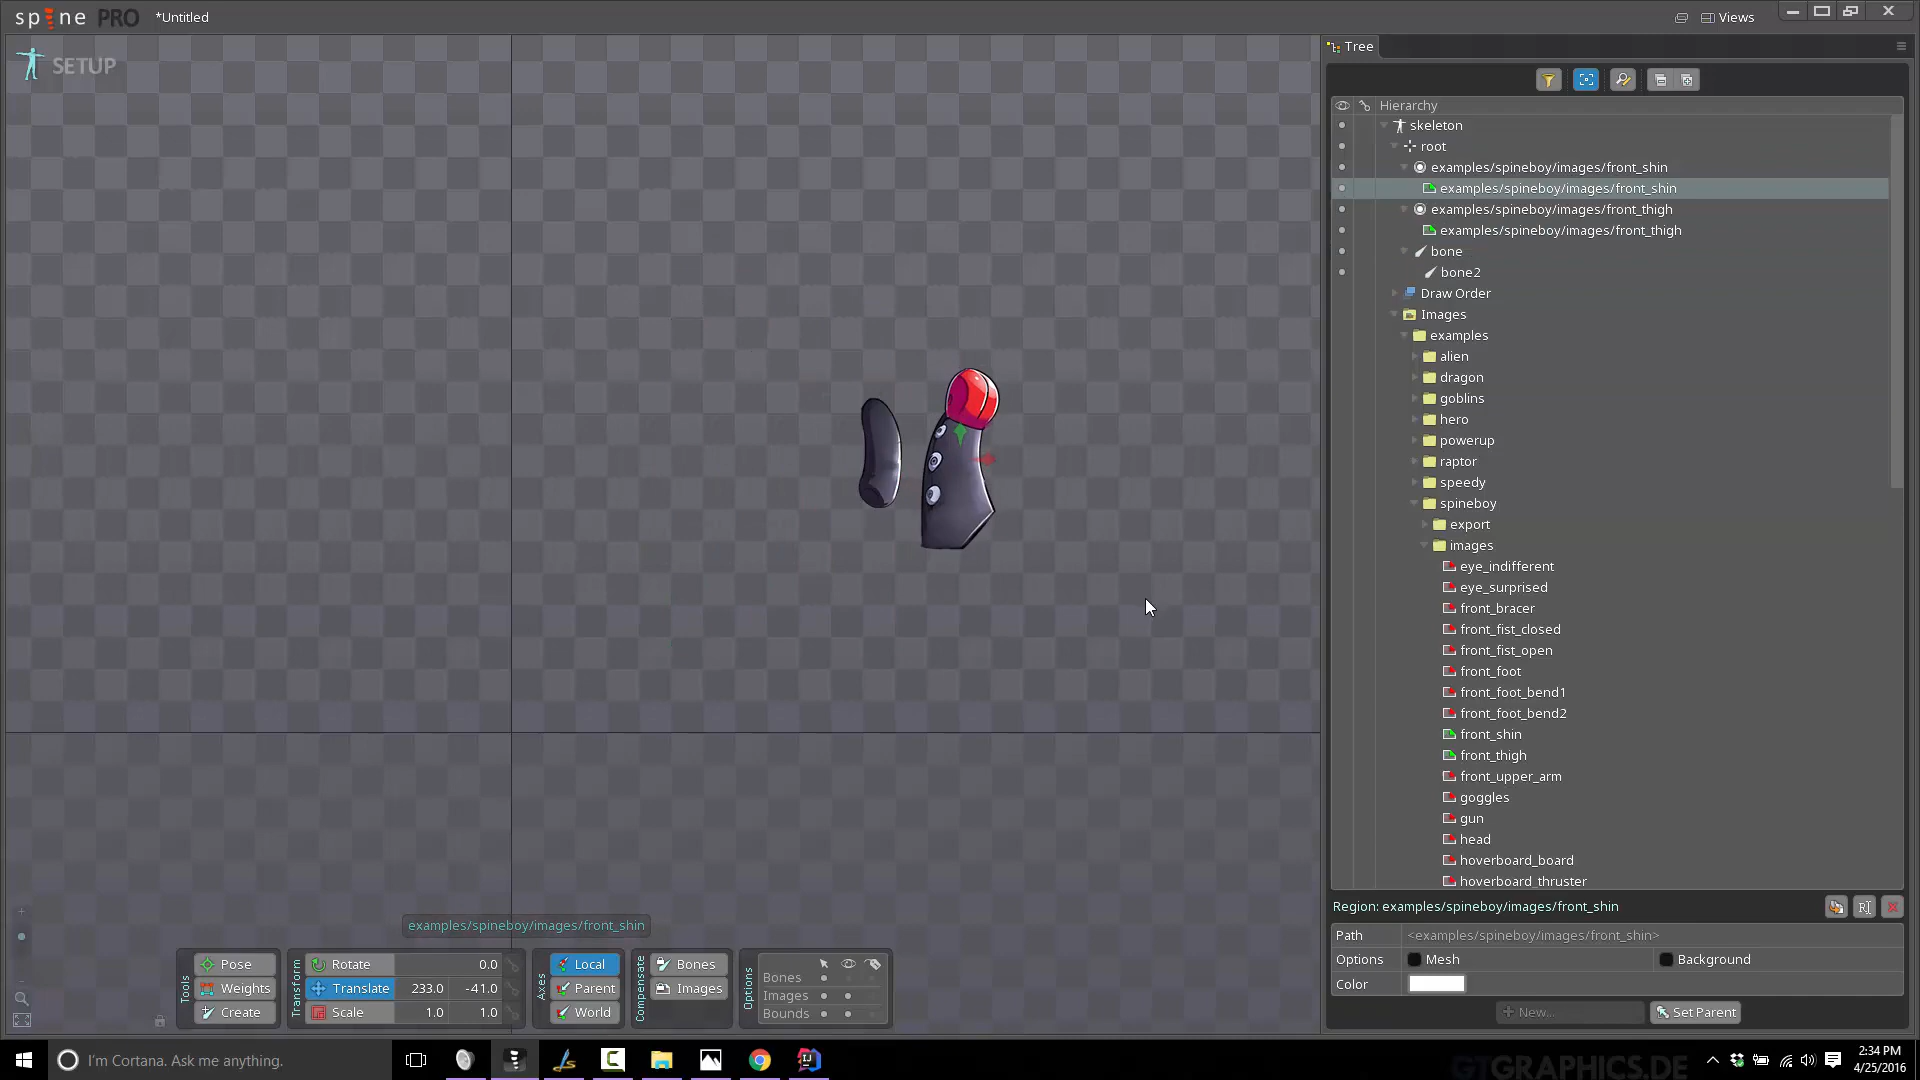 spine PRO
*Untitled
Views
SETUP
Tree
Hierarchy
skeleton
root
examples/spineboy/images/front_shin
examples/spineboy/images/front_shin
examples/spineboy/images/front_thigh
examples/spineboy/images/front_thigh
bone
bone2
Draw Order
Images
examples
alien
dragon
goblins
hero
powerup
raptor
speedy
spineboy
export
images
eye_indifferent
eye_surprised
front_bracer
front_fist_closed
front_fist_open
front_foot
front_foot_bend1
front_foot_bend2
front_shin
front_thigh
front_upper_arm
goggles
gun
head
hoverboard_board
hoverboard_thruster
Region: examples/spineboy/images/front_shin
Path <examples/spineboy/images/front_shin>
Options Mesh Background
Color
New... Set Parent
examples/spineboy/images/front_shin
Tools
Pose
Weights
Create
Transform
Rotate 0.0
Translate 233.0 -41.0
Scale 1.0 1.0
Axes
Local
Parent
World
Compensate
Bones
Images
Options
Bones
Images
Bounds
I'm Cortana. Ask me anything.
GTGRAPHICS.DE
2:34 PM
4/25/2016